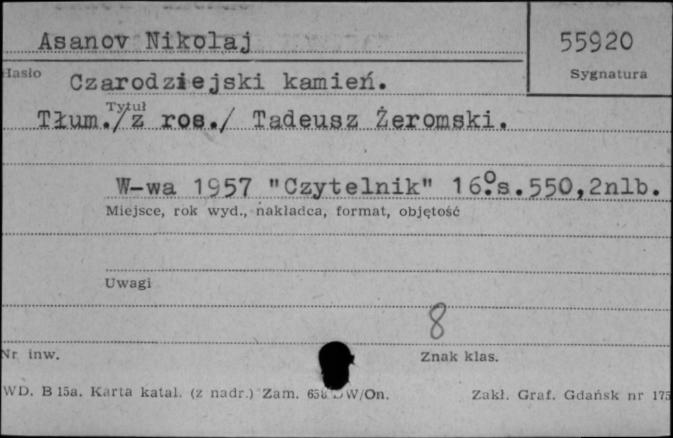 Asanov Nikolaj
55920
Hasło
Sygnatura
Czarodziejski kamień.
Tytuł
Tłum./z ros./ Tadeusz Żeromski.
W-wa 1957 "Czytelnik" 16° s.550,2nlb.
Miejsce, rok wyd., nakładca, format, objętość
Uwagi
8
Nr inw.
Znak klas.
WD. B 15a. Karta katal. (z nadr.) Zam. W/On.
Zakł. Graf. Gdańsk nr 175